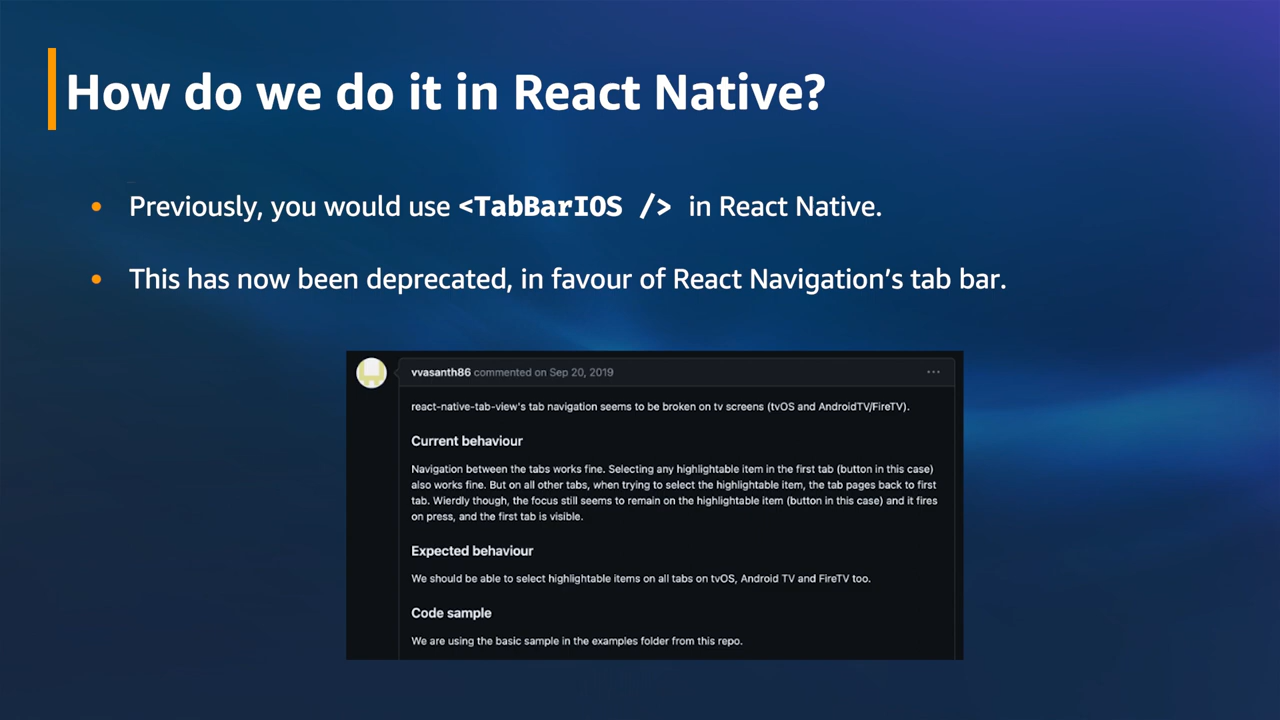 How do we do it in React Native?
• Previously, you would use <TabBarIOS /> in React Native.
• This has now been deprecated, in favour of React Navigation’s tab bar.
vvasanth86 commented on Sep 20, 2019 ...
react-native-tab-view's tab navigation seems to be broken on tv screens (tvOS and AndroidTV/FireTV).
Current behaviour
Navigation between the tabs works fine. Selecting any highlightable item in the first tab (button in this case)
also works fine. But on all other tabs, when trying to select the highlightable item, the tab pages back to first
tab. Wierdly though, the focus still seems to remain on the highlightable item (button in this case) and it fires
on press, and the first tab is visible.
Expected behaviour
We should be able to select highlightable items on all tabs on tvOS, Android TV and FireTV too.
Code sample
We are using the basic sample in the examples folder from this repo.